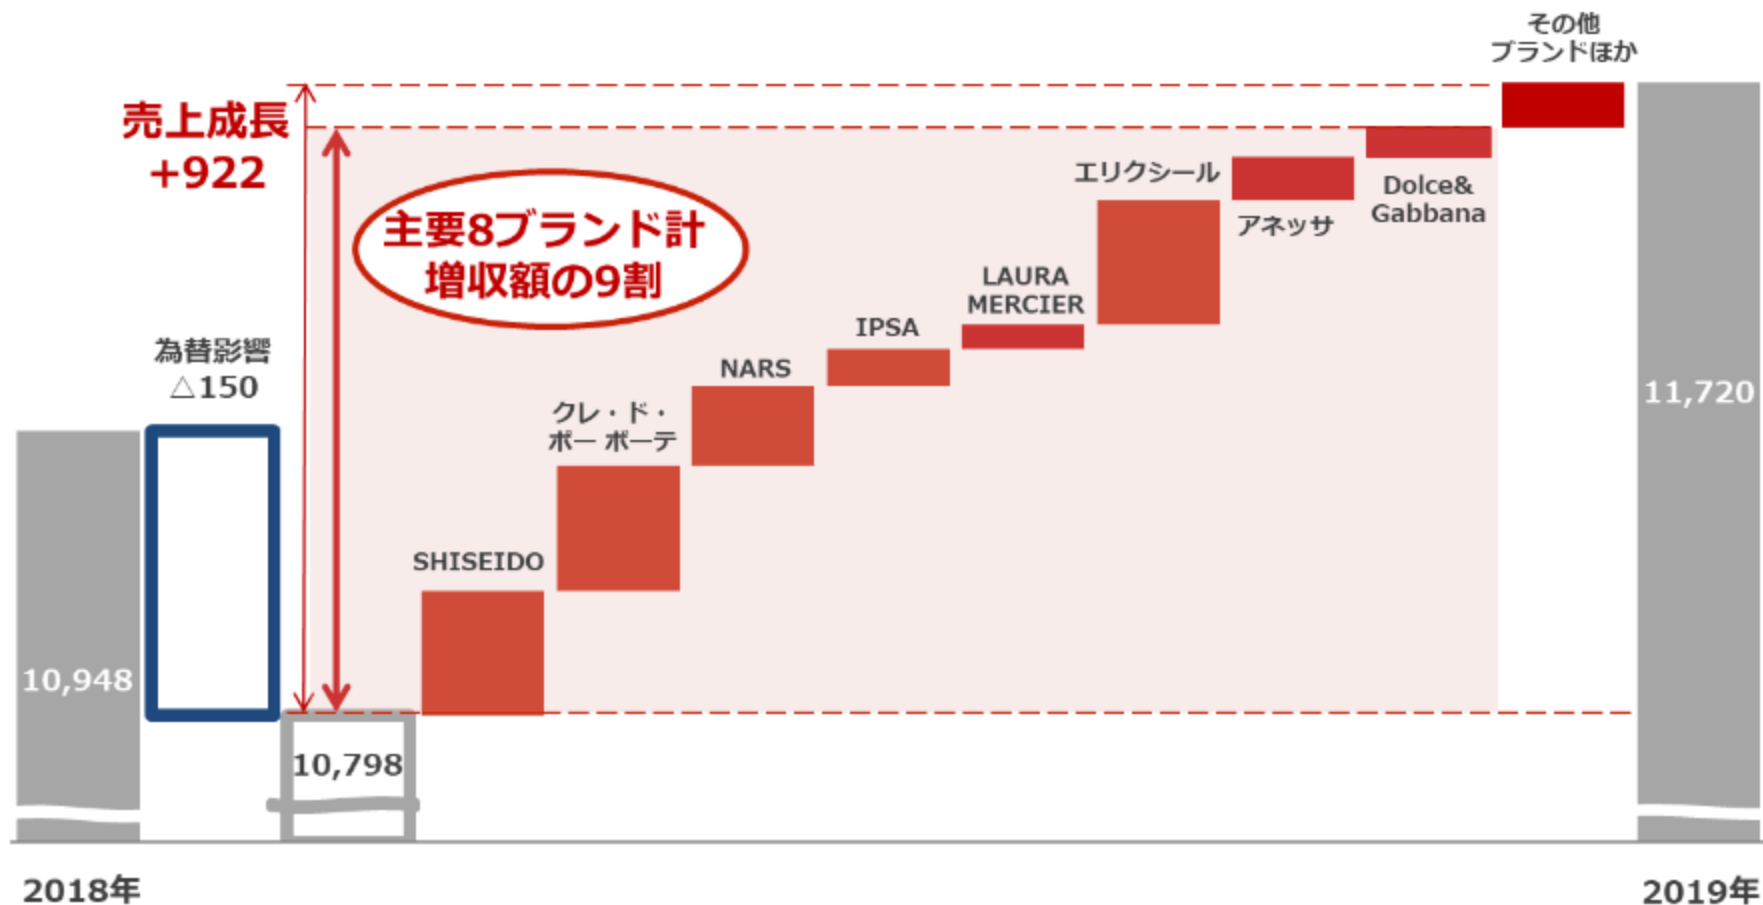 その他
ブランドほか
売上成長
+922
エリクシール
Dolce&
Gabbana
アネッサ
主要8ブランド計
増収額の9割
LAURA
MERCIER
IPSA
為替影響
△150
NARS
11,720
クレ・ド・
ポー ボーテ
SHISEIDO
10,948
10,798
2018年
2019年